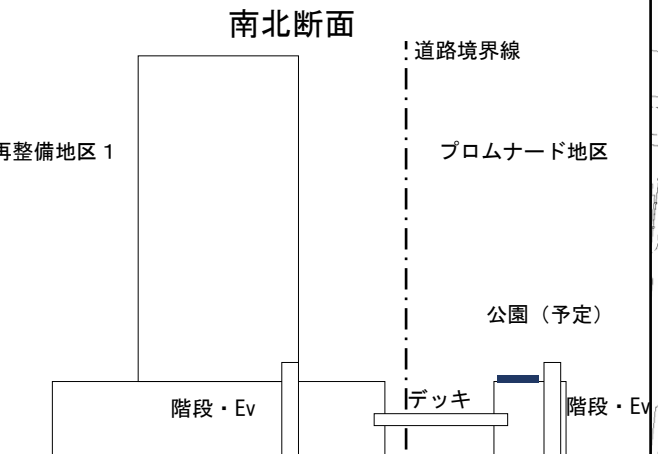 南北断面
道路境界線
再整備地区１
プロムナード地区
公園（予定）
階段・Ev
デッキ
階段・Ev